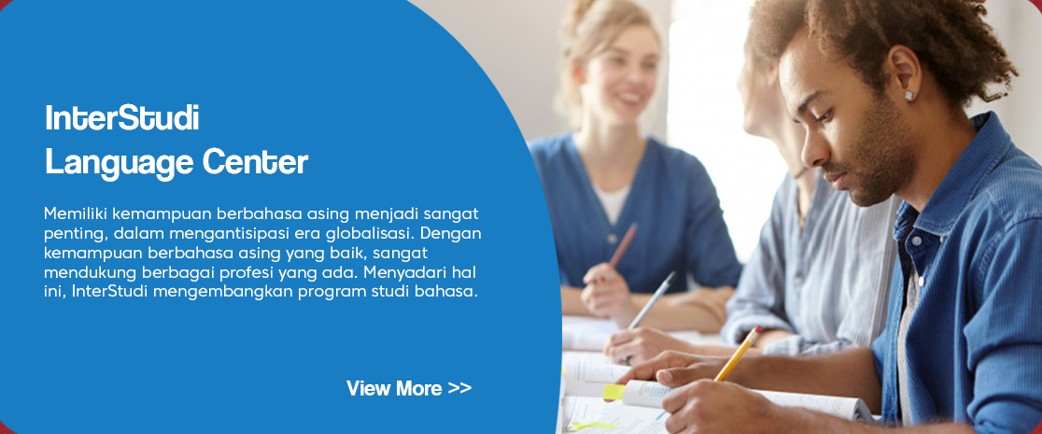 InterStudi
Language Center
Memiliki kemampuan berbahasa asing menjadi sangat
penting, dalam mengantisipasi era globalisasi. Dengan
kemampuan berbahasa asing yang baik, sangat
mendukung berbagai profesi yang ada. Menyadari hal
ini, InterStudi mengembangkan program studi bahasa.
View More >>